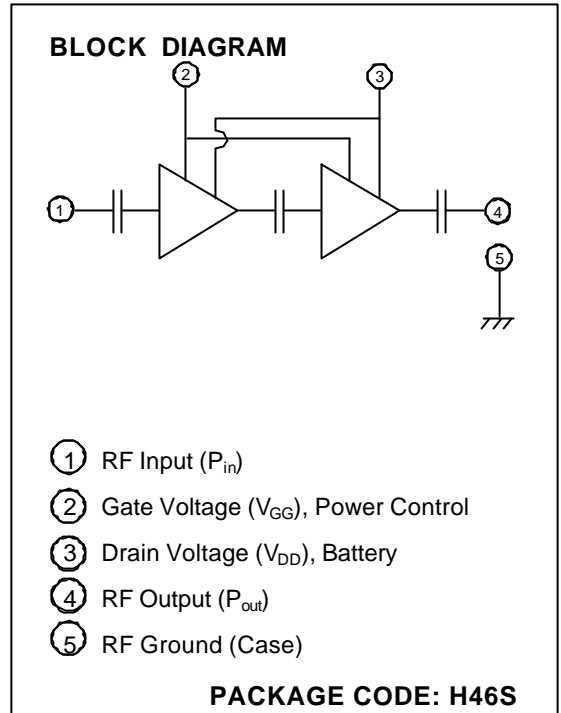 BLOCK DIAGRAM
2 3
1 4
5
1 RF Input (Pin)
2 Gate Voltage (VGG), Power Control
3 Drain Voltage (VDD), Battery
4 RF Output (Pout)
5 RF Ground (Case)
PACKAGE CODE: H46S